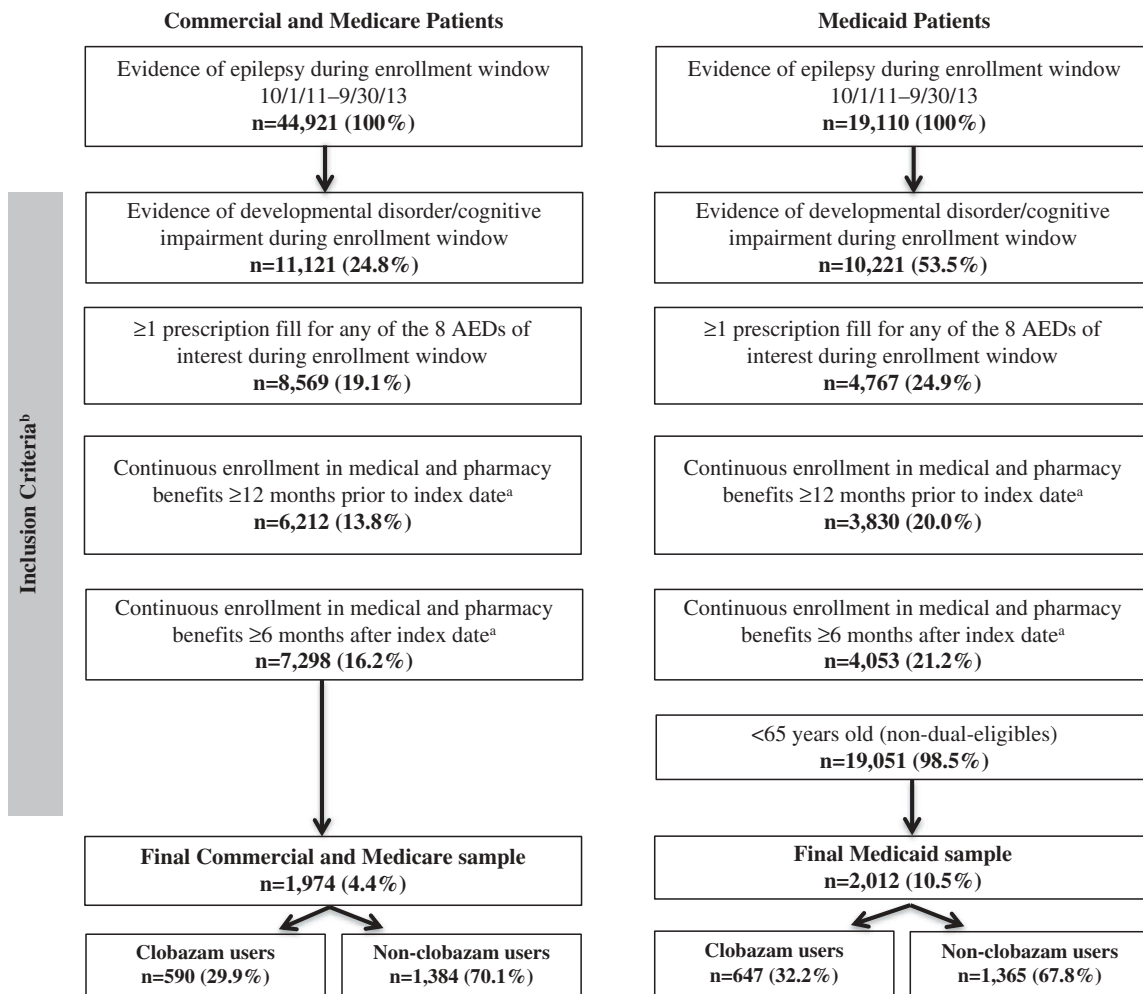 Commercial and Medicare Patients
Evidence of epilepsy during enrollment window
10/1/11–9/30/13
n=44,921 (100%)
Evidence of developmental disorder/cognitive
impairment during enrollment window
n=11,121 (24.8%)
≥1 prescription fill for any of the 8 AEDs of
interest during enrollment window
n=8,569 (19.1%)
Continuous enrollment in medical and pharmacy
benefits ≥12 months prior to index dateᵃ
n=6,212 (13.8%)
Continuous enrollment in medical and pharmacy
benefits ≥6 months after index dateᵃ
n=7,298 (16.2%)
Final Commercial and Medicare sample
n=1,974 (4.4%)
Clobazam users
n=590 (29.9%)
Non-clobazam users
n=1,384 (70.1%)
Medicaid Patients
Evidence of epilepsy during enrollment window
10/1/11–9/30/13
n=19,110 (100%)
Evidence of developmental disorder/cognitive
impairment during enrollment window
n=10,221 (53.5%)
≥1 prescription fill for any of the 8 AEDs of
interest during enrollment window
n=4,767 (24.9%)
Continuous enrollment in medical and pharmacy
benefits ≥12 months prior to index dateᵃ
n=3,830 (20.0%)
Continuous enrollment in medical and pharmacy
benefits ≥6 months after index dateᵃ
n=4,053 (21.2%)
<65 years old (non-dual-eligibles)
n=19,051 (98.5%)
Final Medicaid sample
n=2,012 (10.5%)
Clobazam users
n=647 (32.2%)
Non-clobazam users
n=1,365 (67.8%)
Inclusion Criteriaᵇ